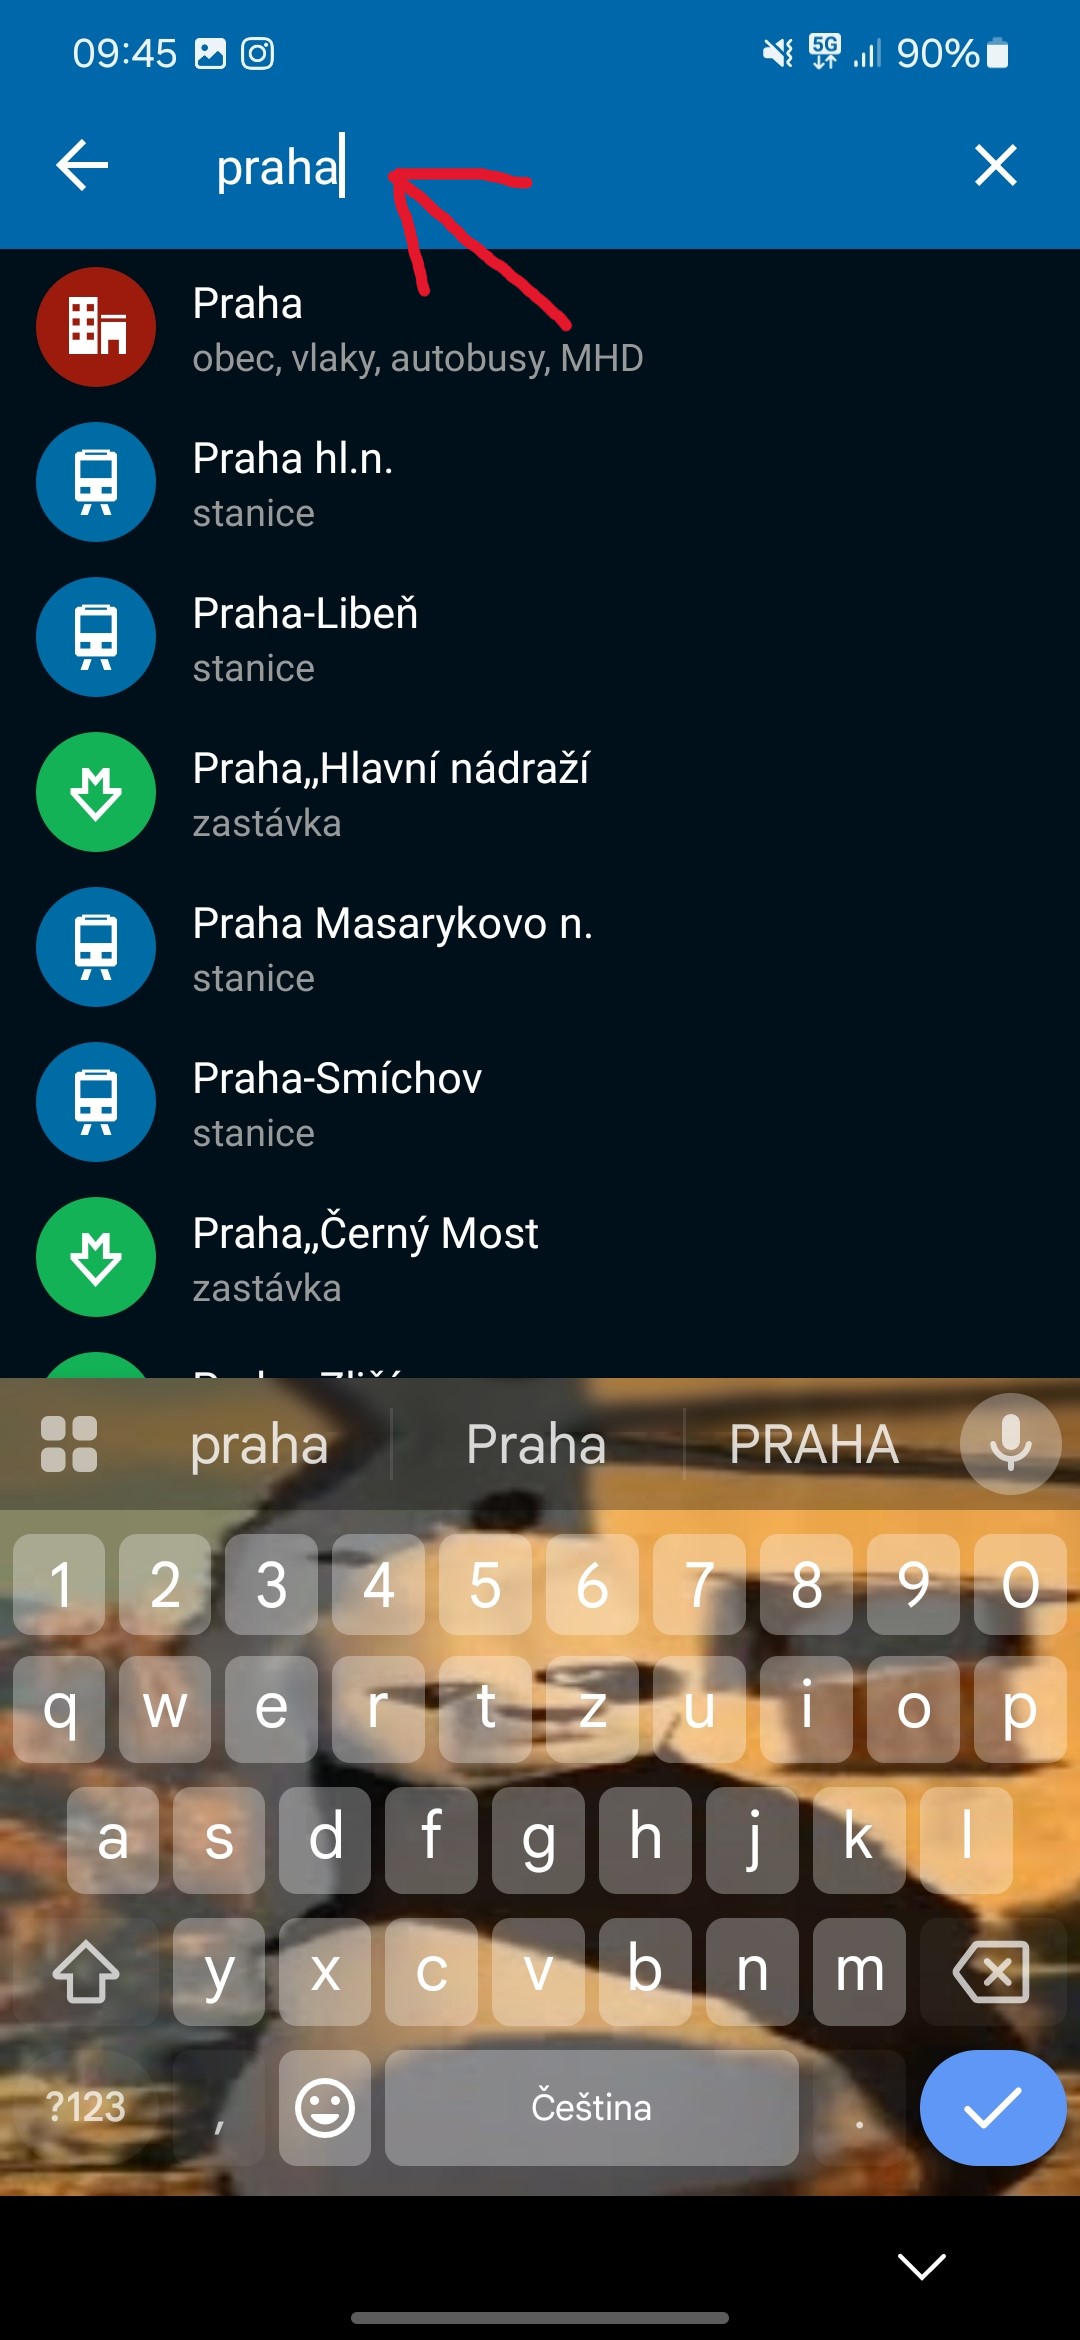 09:45 5G 90%
praha
Praha
obec, vlaky, autobusy, MHD
Praha hl.n.
stanice
Praha-Libeň
stanice
Praha,,Hlavní nádraží
zastávka
Praha Masarykovo n.
stanice
Praha-Smíchov
stanice
Praha,,Černý Most
zastávka
praha Praha PRAHA
1 2 3 4 5 6 7 8 9 0
q w e r t z u i o p
a s d f g h j k l
y x c v b n m
?123 , Čeština .